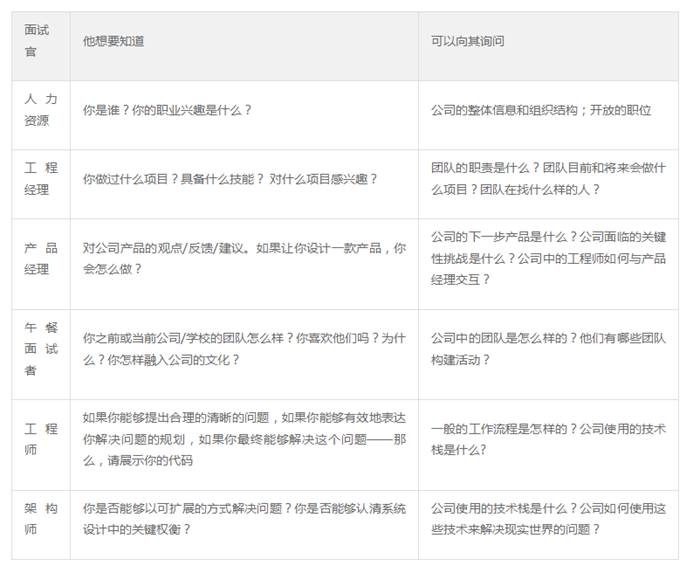 面试官
他想要知道
可以向其询问
人力资源
你是谁？你的职业兴趣是什么？
公司的整体信息和组织结构；开放的职位
工程经理
你做过什么项目？具备什么技能？ 对什么项目感兴趣？
团队的职责是什么？团队目前和将来会做什么项目？团队在找什么样的人？
产品经理
对公司产品的观点/反馈/建议。如果让你设计一款产品，你会怎么做？
公司的下一步产品是什么？公司面临的关键性挑战是什么？公司中的工程师如何与产品经理交互？
午餐面试者
你之前或当前公司/学校的团队怎么样？你喜欢他们吗？为什么？你怎样融入公司的文化？
公司中的团队是怎么样的？他们有哪些团队构建活动？
工程师
如果你能够提出合理的清晰的问题，如果你能够有效地表达你解决问题的规划，如果你最终能够解决这个问题——那么，请展示你的代码
一般的工作流程是怎样的？公司使用的技术栈是什么?
架构师
你是否能够以可扩展的方式解决问题？你是否能够认清系统设计中的关键权衡？
公司使用的技术栈是什么？公司如何使用这些技术来解决现实世界的问题？